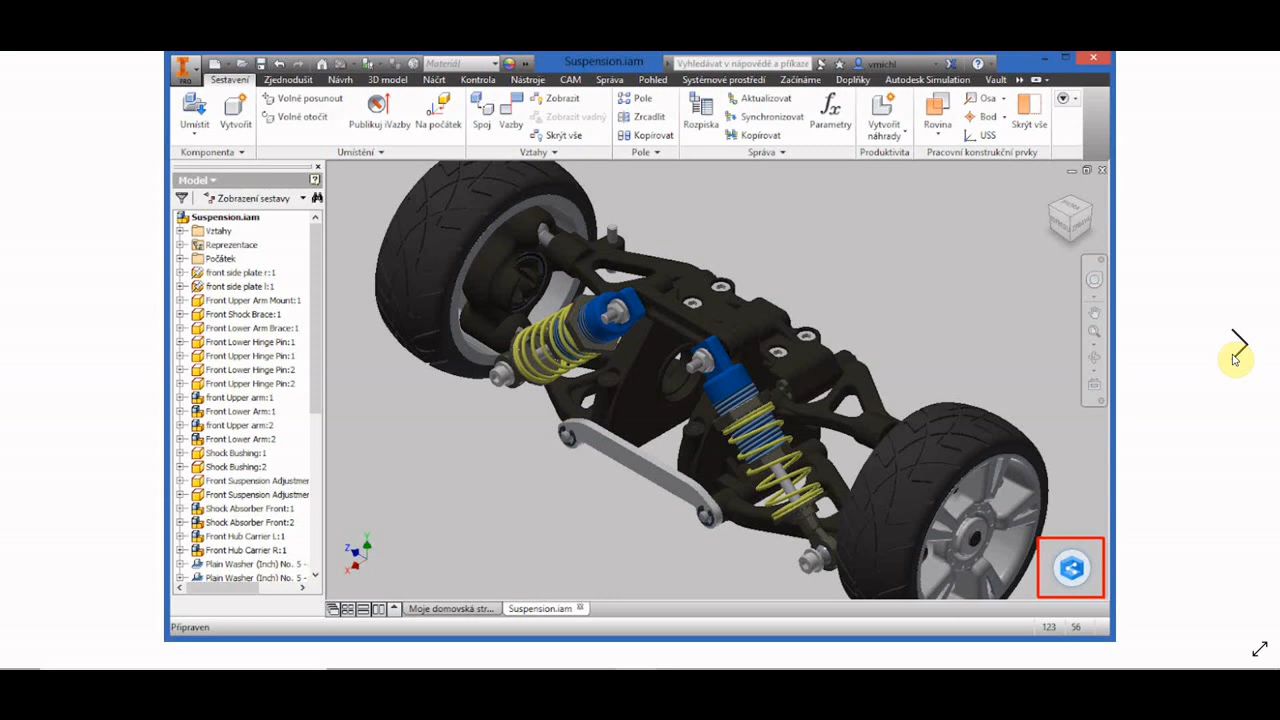 Materiál
Suspension.iam
Vyhledávat v nápovědě a příkaze
vmichl
PRO
Sestavení
Zjednodušit
Návrh
3D model
Náčrt
Kontrola
Nástroje
CAM
Správa
Pohled
Systémové prostředí
Začínáme
Doplňky
Autodesk Simulation
Vault
Umístit
Vytvořit
Volné posunout
Volné otočit
Publikuj iVazby
Na počátek
Spoj
Vazby
Zobrazit
Zobrazit vadný
Skrýt vše
Pole
Zrcadlit
Kopírovat
Rozpiska
Aktualizovat
Synchronizovat
Kopírovat
fx
Parametry
Vytvořit
náhrady
Rovina
Osa
Bod
USS
Skrýt vše
Komponenta
Umístění
Vztahy
Pole
Správa
Produktivita
Pracovní konstrukční prvky
Model
Zobrazení sestavy
Suspension.iam
Vztahy
Reprezentace
Počátek
front side plate r:1
front side plate l:1
Front Upper Arm Mount:1
Front Shock Brace:1
Front Lower Arm Brace:1
Front Lower Hinge Pin:1
Front Upper Hinge Pin:1
Front Lower Hinge Pin:2
Front Upper Hinge Pin:2
front Upper arm:1
Front Lower Arm:1
front Upper arm:2
Front Lower Arm:2
Shock Bushing:1
Shock Bushing:2
Front Suspension Adjustmer
Front Suspension Adjustmer
Shock Absorber Front:1
Shock Absorber Front:2
Front Hub Carrier L:1
Front Hub Carrier R:1
Plain Washer (Inch) No. 5 -
Plain Washer (Inch) No. 5 -
Y
Z
X
Moje domovská str...
Suspension.iam
Připraven
123
56